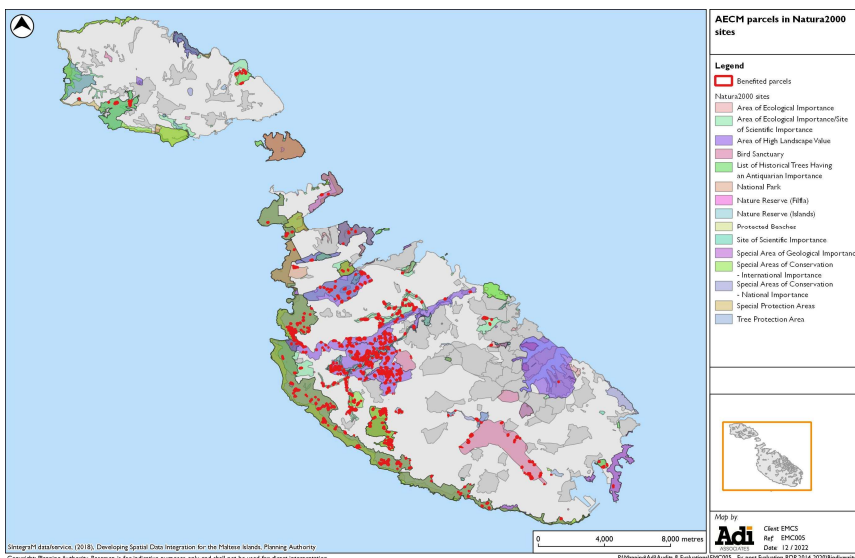 AECM parcels in Natura2000
sites
Legend
Benefited parcels
Natura2000 sites
Area of Ecological Importance
Area of Ecological Importance/Site
of Scientific Importance
Area of High Landscape Value
Bird Sanctuary
List of Historical Trees Having
an Antiquarian Importance
National Park
Nature Reserve (Filfla)
Nature Reserve (Islands)
Protected Beaches
Site of Scientific Importance
Special Area of Geological Importance
Special Areas of Conservation
- International Importance
Special Areas of Conservation
- National Importance
Special Protection Areas
Tree Protection Area
0 4,000 8,000 metres
Map by
Adi
ASSOCIATES
Client EMCS
Ref EMC005
Date 12 / 2022
SIntegraM data/service, (2018), Developing Spatial Data Integration for the Maltese Islands, Planning Authority